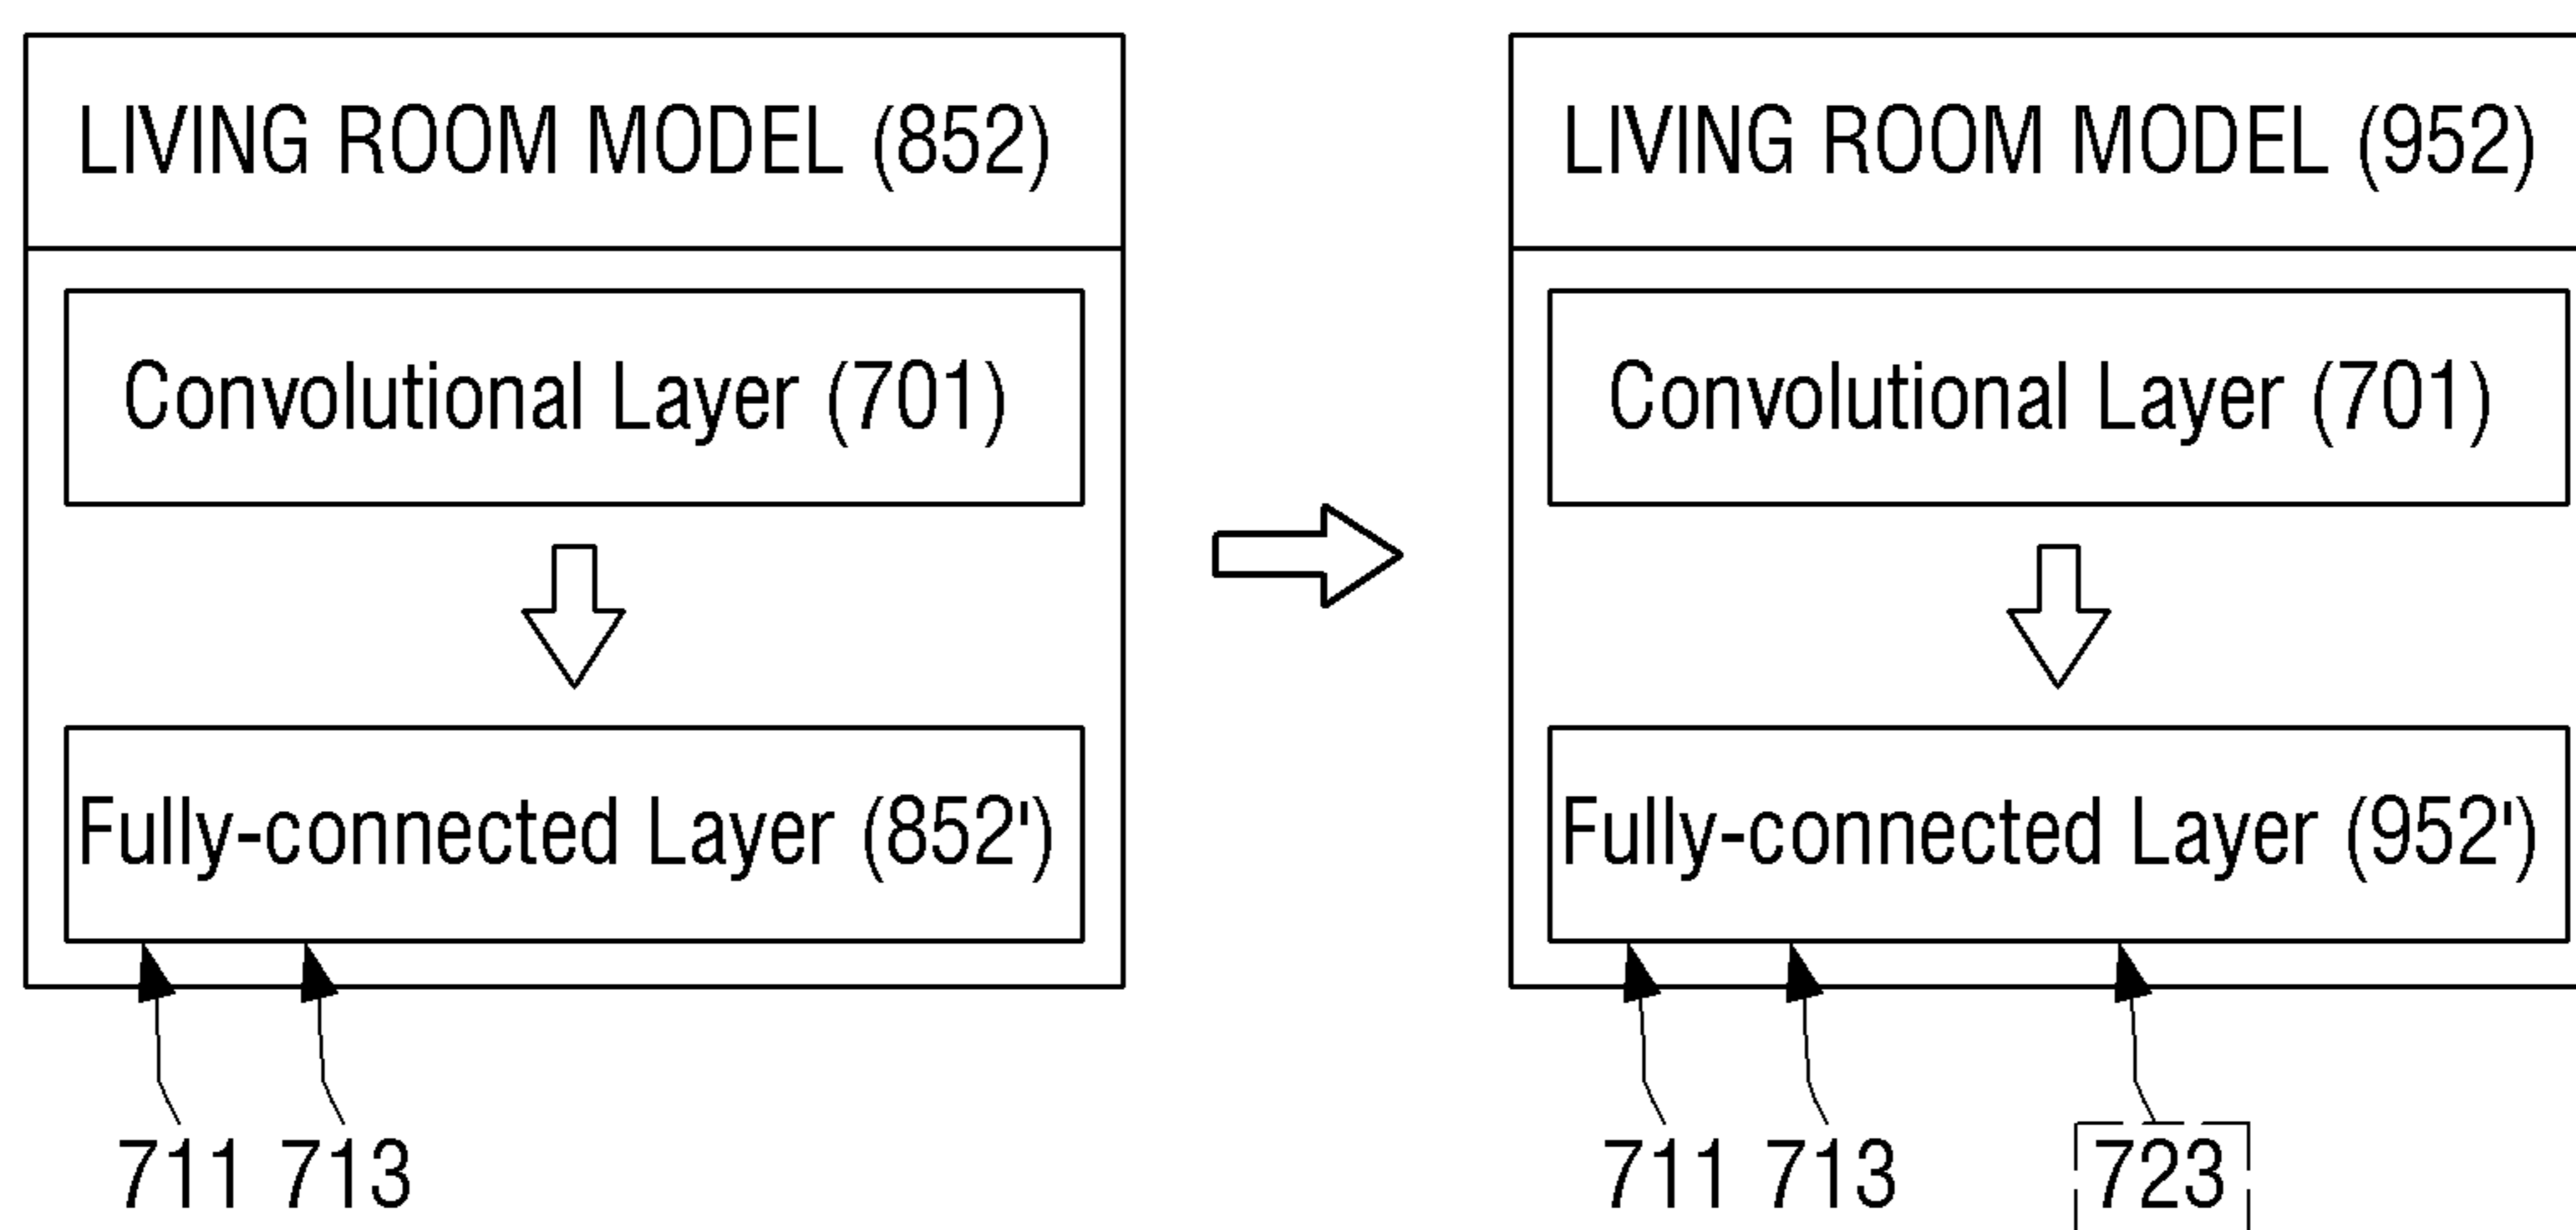 LIVING ROOM MODEL (852)
Convolutional Layer (701)
Fully-connected Layer (852')
711 713
LIVING ROOM MODEL (952)
Convolutional Layer (701)
Fully-connected Layer (952')
711 713 723